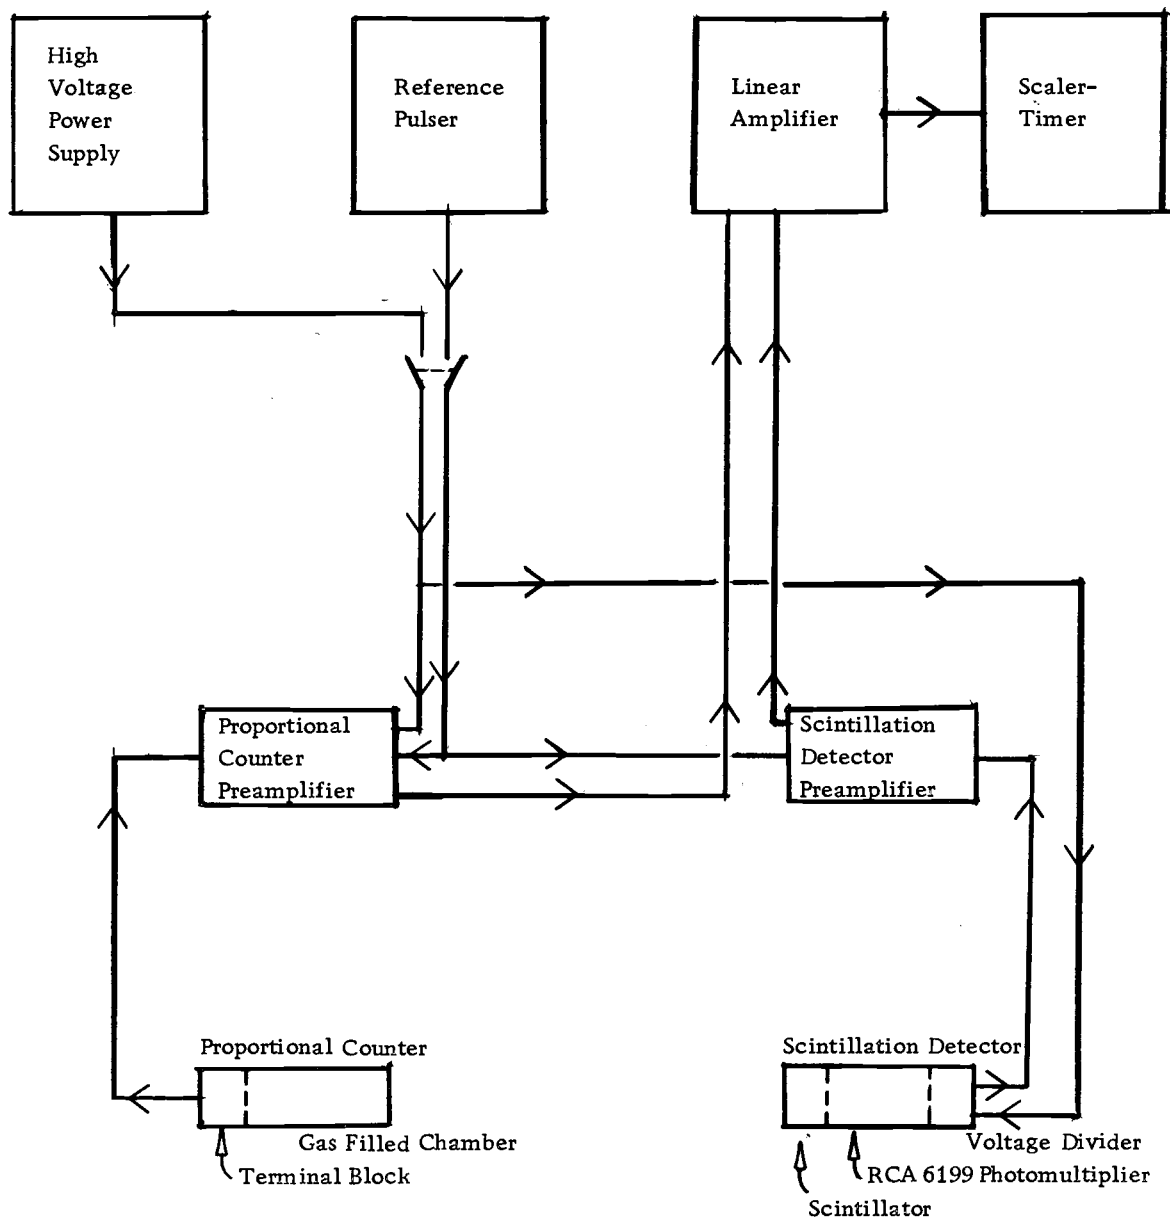 High
Voltage
Power
Supply
Reference
Pulser
Linear
Amplifier
Scaler-
Timer
Proportional
Counter
Preamplifier
Scintillation
Detector
Preamplifier
Proportional Counter
Gas Filled Chamber
Terminal Block
Scintillation Detector
Voltage Divider
RCA 6199 Photomultiplier
Scintillator